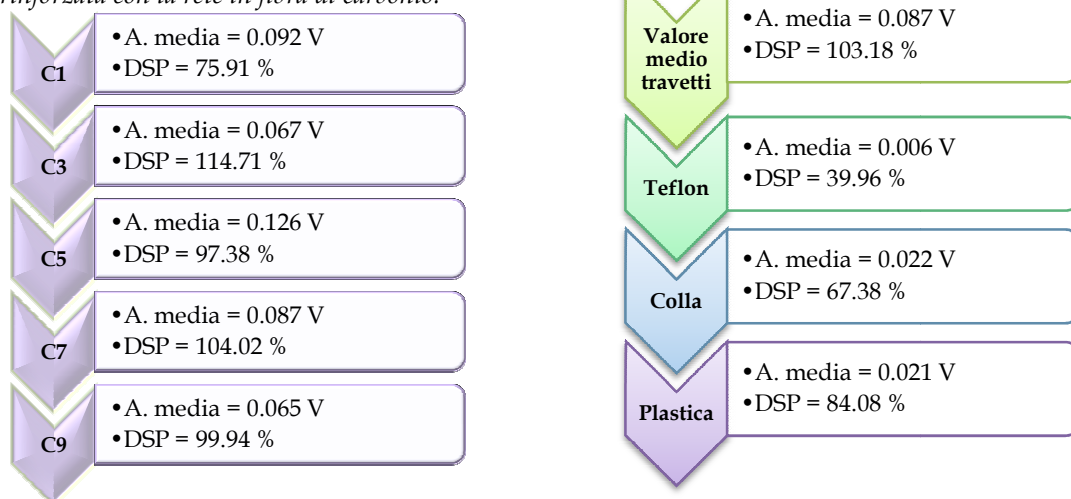 rinforzata con la rete in fibra di carbonio.
C1
•A. media = 0.092 V
•DSP = 75.91 %
C3
•A. media = 0.067 V
•DSP = 114.71 %
C5
•A. media = 0.126 V
•DSP = 97.38 %
C7
•A. media = 0.087 V
•DSP = 104.02 %
C9
•A. media = 0.065 V
•DSP = 99.94 %
Valore
medio
travetti
•A. media = 0.087 V
•DSP = 103.18 %
Teflon
•A. media = 0.006 V
•DSP = 39.96 %
Colla
•A. media = 0.022 V
•DSP = 67.38 %
Plastica
•A. media = 0.021 V
•DSP = 84.08 %